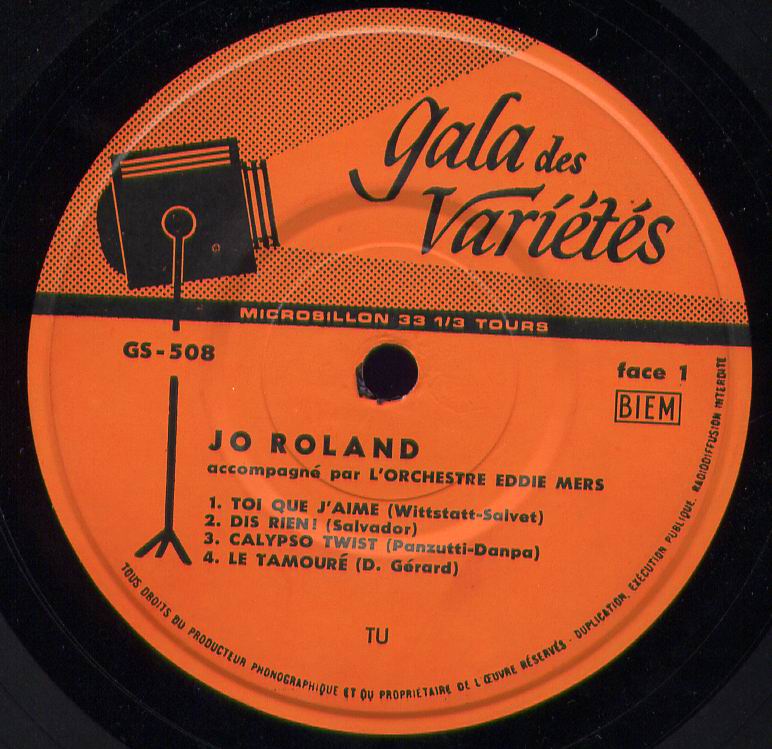 gala des
Variétés
MICROSILLON 33 1/3 TOURS
GS-508
face 1
BIEM
JO ROLAND
accompagné par L'ORCHESTRE EDDIE MERS
1. TOI QUE J'AIME (Wittstatt-Salvet)
2. DIS RIEN! (Salvador)
3. CALYPSO TWIST (Panzutti-Danpa)
4. LE TAMOURÉ (D. Gérard)
TU
TOUS DROITS DU PRODUCTEUR PHONOGRAPHIQUE ET DU PROPRIÉTAIRE DE L'ŒUVRE RÉSERVÉS - DUPLICATION, EXÉCUTION PUBLIQUE, RADIODIFFUSION INTERDITE